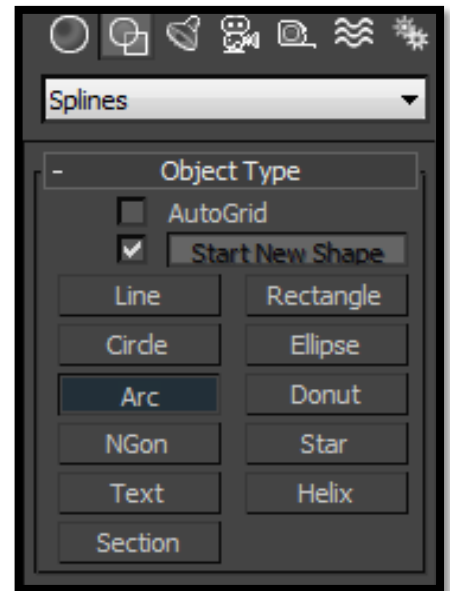 Splines
- Object Type
AutoGrid
Start New Shape
Line Rectangle
Circle Ellipse
Arc Donut
NGon Star
Text Helix
Section